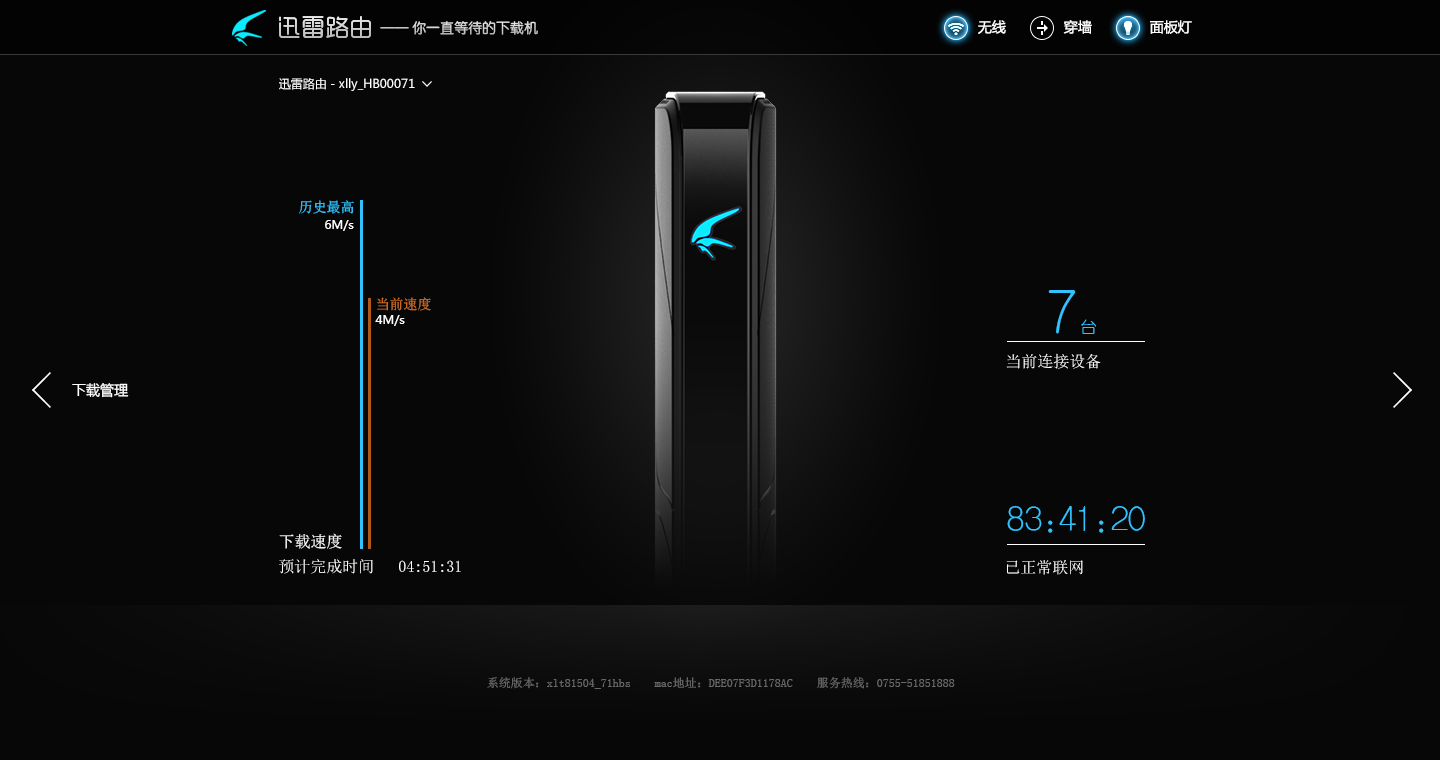 迅雷路由 —— 你一直等待的下载机
无线 穿墙 面板灯
迅雷路由 - xlly_HB00071
历史最高
6M/s
当前速度
4M/s
7台
当前连接设备
下载管理
83:41:20
下载速度
预计完成时间 04:51:31
已正常联网
系统版本: xlt81504_71hbs mac地址: DEE07F3D1178AC 服务热线: 0755-51851888